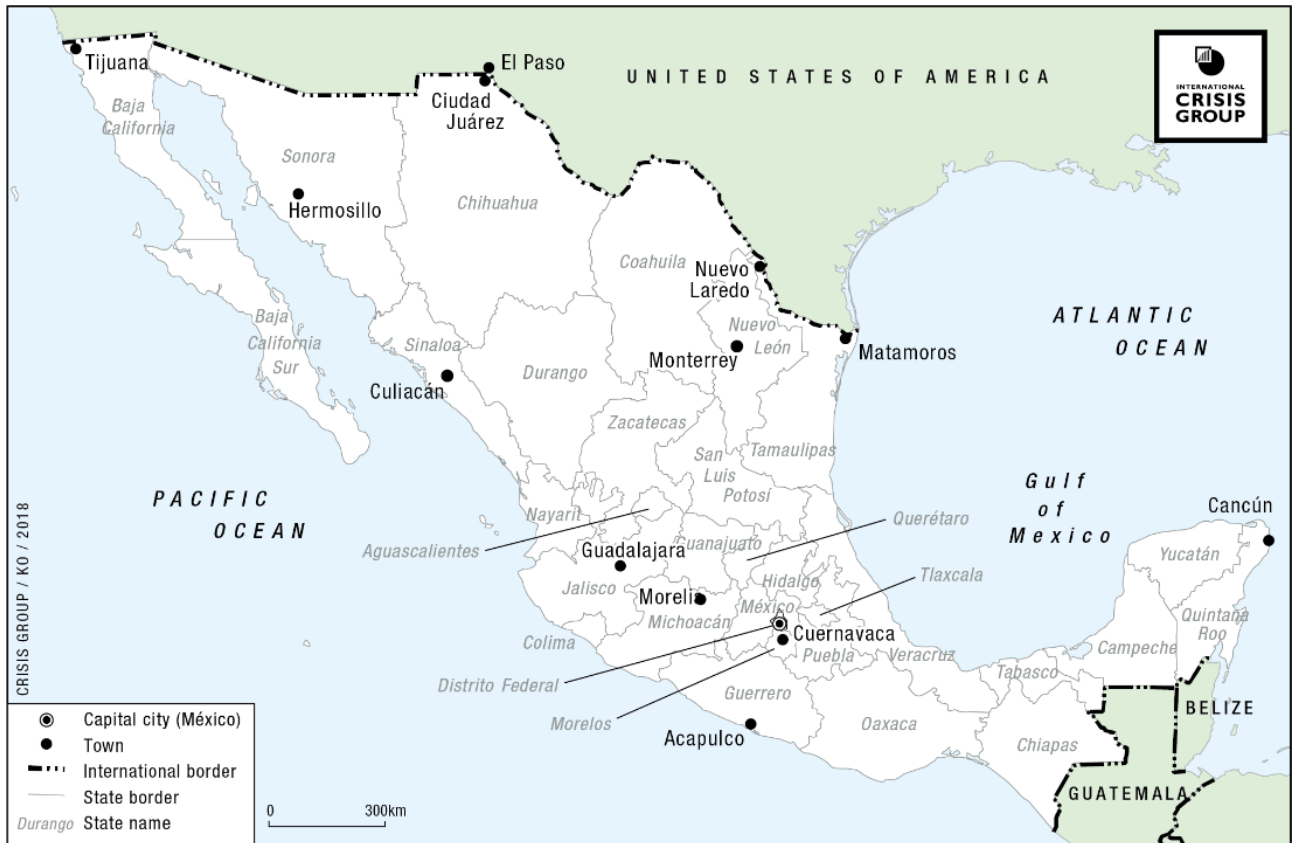 Tijuana
El Paso
UNITED STATES OF AMERICA
INTERNATIONAL
CRISIS
GROUP
Baja
California
Ciudad
Juárez
Sonora
Hermosillo
Chihuahua
Coahuila
Nuevo
Laredo
Baja
California
Sur
Sinaloa
Culiacán
Durango
Nuevo
León
Monterrey
Matamoros
ATLANTIC
OCEAN
Zacatecas
San
Luis
Potosí
Tamaulipas
PACIFIC
OCEAN
Gulf
of
Mexico
Cancún
Nayarit
Aguascalientes
Guadalajara
Guanajuato
Querétaro
Yucatán
Jalisco
Hidalgo
Tlaxcala
Morelia
Michoacán
México
Colima
Cuernavaca
Puebla
Veracruz
Tabasco
Campeche
Quintana
Roo
Distrito Federal
Guerrero
Morelos
Acapulco
Oaxaca
Chiapas
BELIZE
GUATEMALA
CRISIS GROUP / KO / 2018
Capital city (México)
Town
International border
State border
Durango State name
0 300km